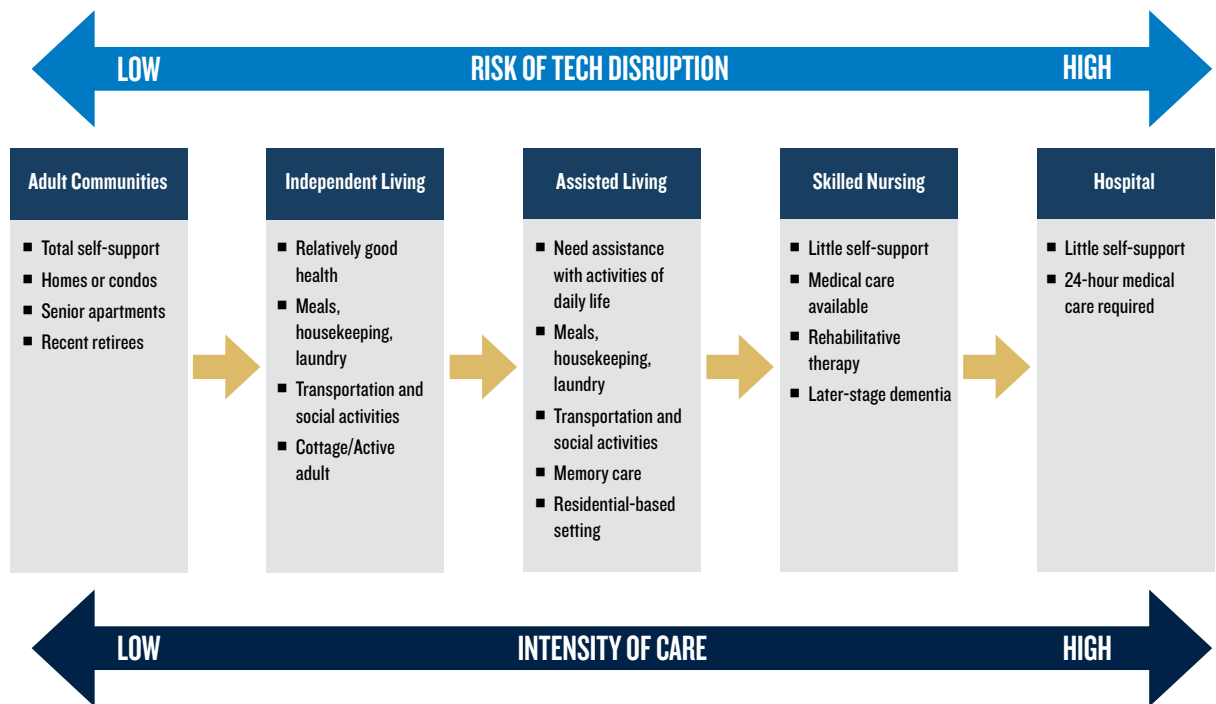 LOW RISK OF TECH DISRUPTION HIGH
Adult Communities
Total self-support
Homes or condos
Senior apartments
Recent retirees
Independent Living
Relatively good
health
Meals,
housekeeping,
laundry
Transportation and
social activities
Cottage/Active
adult
Assisted Living
Need assistance
with activities of
daily life
Meals,
housekeeping,
laundry
Transportation and
social activities
Memory care
Residential-based
setting
Skilled Nursing
Little self-support
Medical care
available
Rehabilitative
therapy
Later-stage dementia
Hospital
Little self-support
24-hour medical
care required
LOW INTENSITY OF CARE HIGH